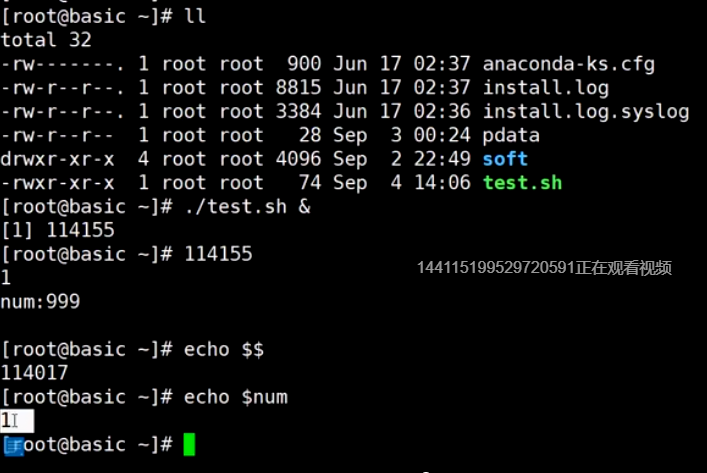 [root@basic ~]# ll
total 32
-rw-------. 1 root root  900 Jun 17 02:37 anaconda-ks.cfg
-rw-r--r--. 1 root root 8815 Jun 17 02:37 install.log
-rw-r--r--. 1 root root 3384 Jun 17 02:36 install.log.syslog
-rw-r--r--  1 root root   28 Sep  3 00:24 pdata
drwxr-xr-x  4 root root 4096 Sep  2 22:49 soft
-rwxr-xr-x  1 root root   74 Sep  4 14:06 test.sh
[root@basic ~]# ./test.sh &
[1] 114155
[root@basic ~]# 114155
144115199529720591正在观看视频
1
num:999
[root@basic ~]# echo $$
114017
[root@basic ~]# echo $num
1
[root@basic ~]#